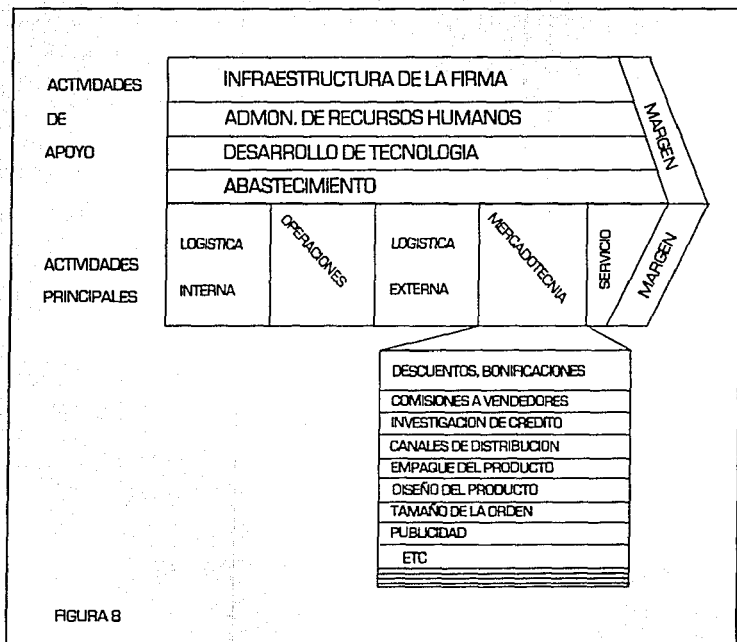 ACTIVIDADES
DE
APOYO
INFRAESTRUCTURA DE LA FIRMA
ADMON. DE RECURSOS HUMANOS
DESARROLLO DE TECNOLOGIA
ABASTECIMIENTO
MARGEN
ACTIVIDADES
PRINCIPALES
LOGISTICA
INTERNA
OPERACIONES
LOGISTICA
EXTERNA
MERCADOTECNIA
SERVICIO
MARGEN
DESCUENTOS, BONIFICACIONES
COMISIONES A VENDEDORES
INVESTIGACION DE CREDITO
CANALES DE DISTRIBUCION
EMPAQUE DEL PRODUCTO
DISEÑO DEL PRODUCTO
TAMAÑO DE LA ORDEN
PUBLICIDAD
ETC
FIGURA 8